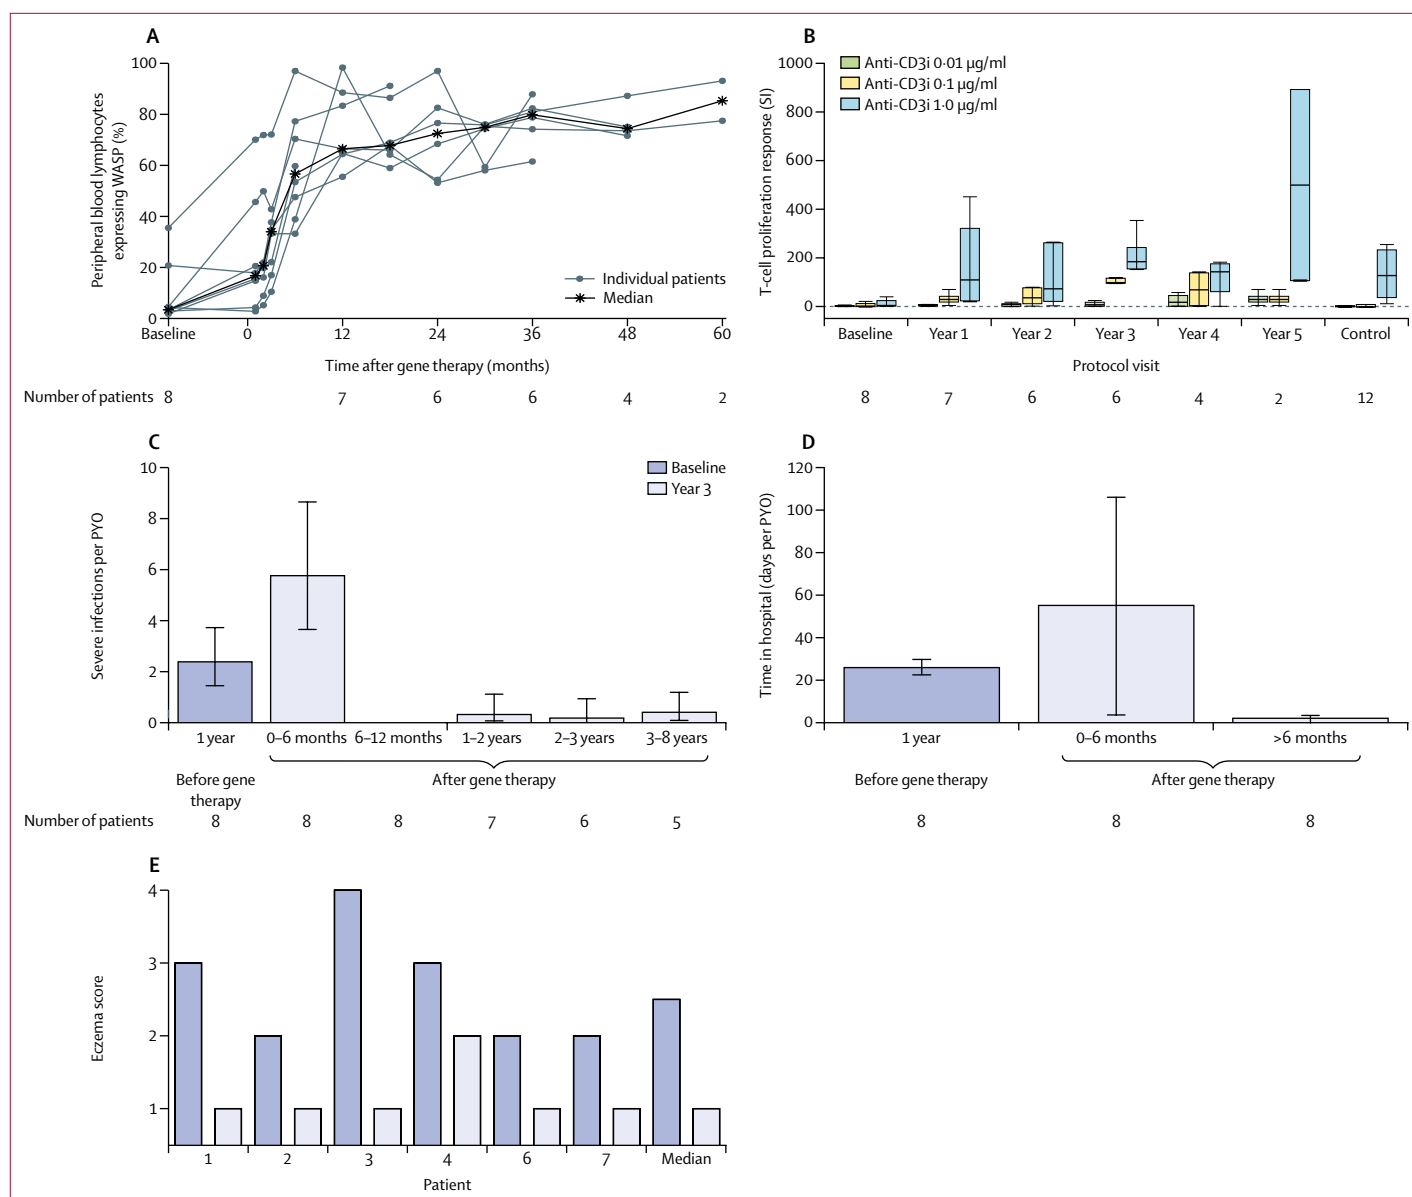 A
Peripheral blood lymphocytes
expressing WASP (%)
100
80
60
40
20
0
Individual patients
Median
Baseline 0 12 24 36 48 60
Time after gene therapy (months)
Number of patients 8 7 6 6 4 2
B
T-cell proliferation response (SI)
1000
800
600
400
200
0
Anti-CD3i 0·01 µg/ml
Anti-CD3i 0·1 µg/ml
Anti-CD3i 1·0 µg/ml
Baseline Year 1 Year 2 Year 3 Year 4 Year 5 Control
Protocol visit
8 7 6 6 4 2 12
C
Severe infections per PYO
10
8
6
4
2
0
Baseline
Year 3
1 year 0–6 months 6–12 months 1–2 years 2–3 years 3–8 years
Before gene
therapy
After gene therapy
Number of patients 8 8 8 7 6 5
D
Time in hospital (days per PYO)
120
100
80
60
40
20
0
1 year 0–6 months >6 months
Before gene therapy After gene therapy
8 8 8
E
Eczema score
4
3
2
1
1 2 3 4 6 7 Median
Patient